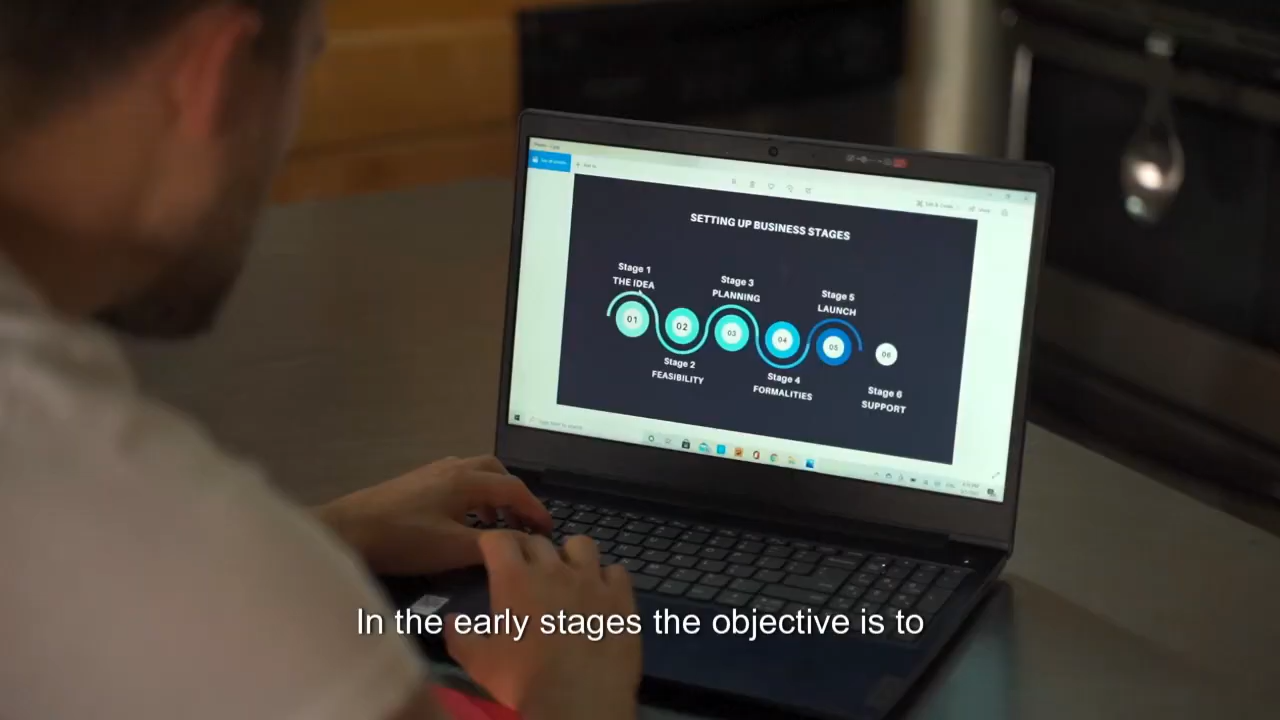 SETTING UP BUSINESS STAGES
Stage 1
THE IDEA
Stage 3
PLANNING
Stage 5
LAUNCH
01
02
03
04
05
06
Stage 2
FEASIBILITY
Stage 4
FORMALITIES
Stage 6
SUPPORT
In the early stages the objective is to